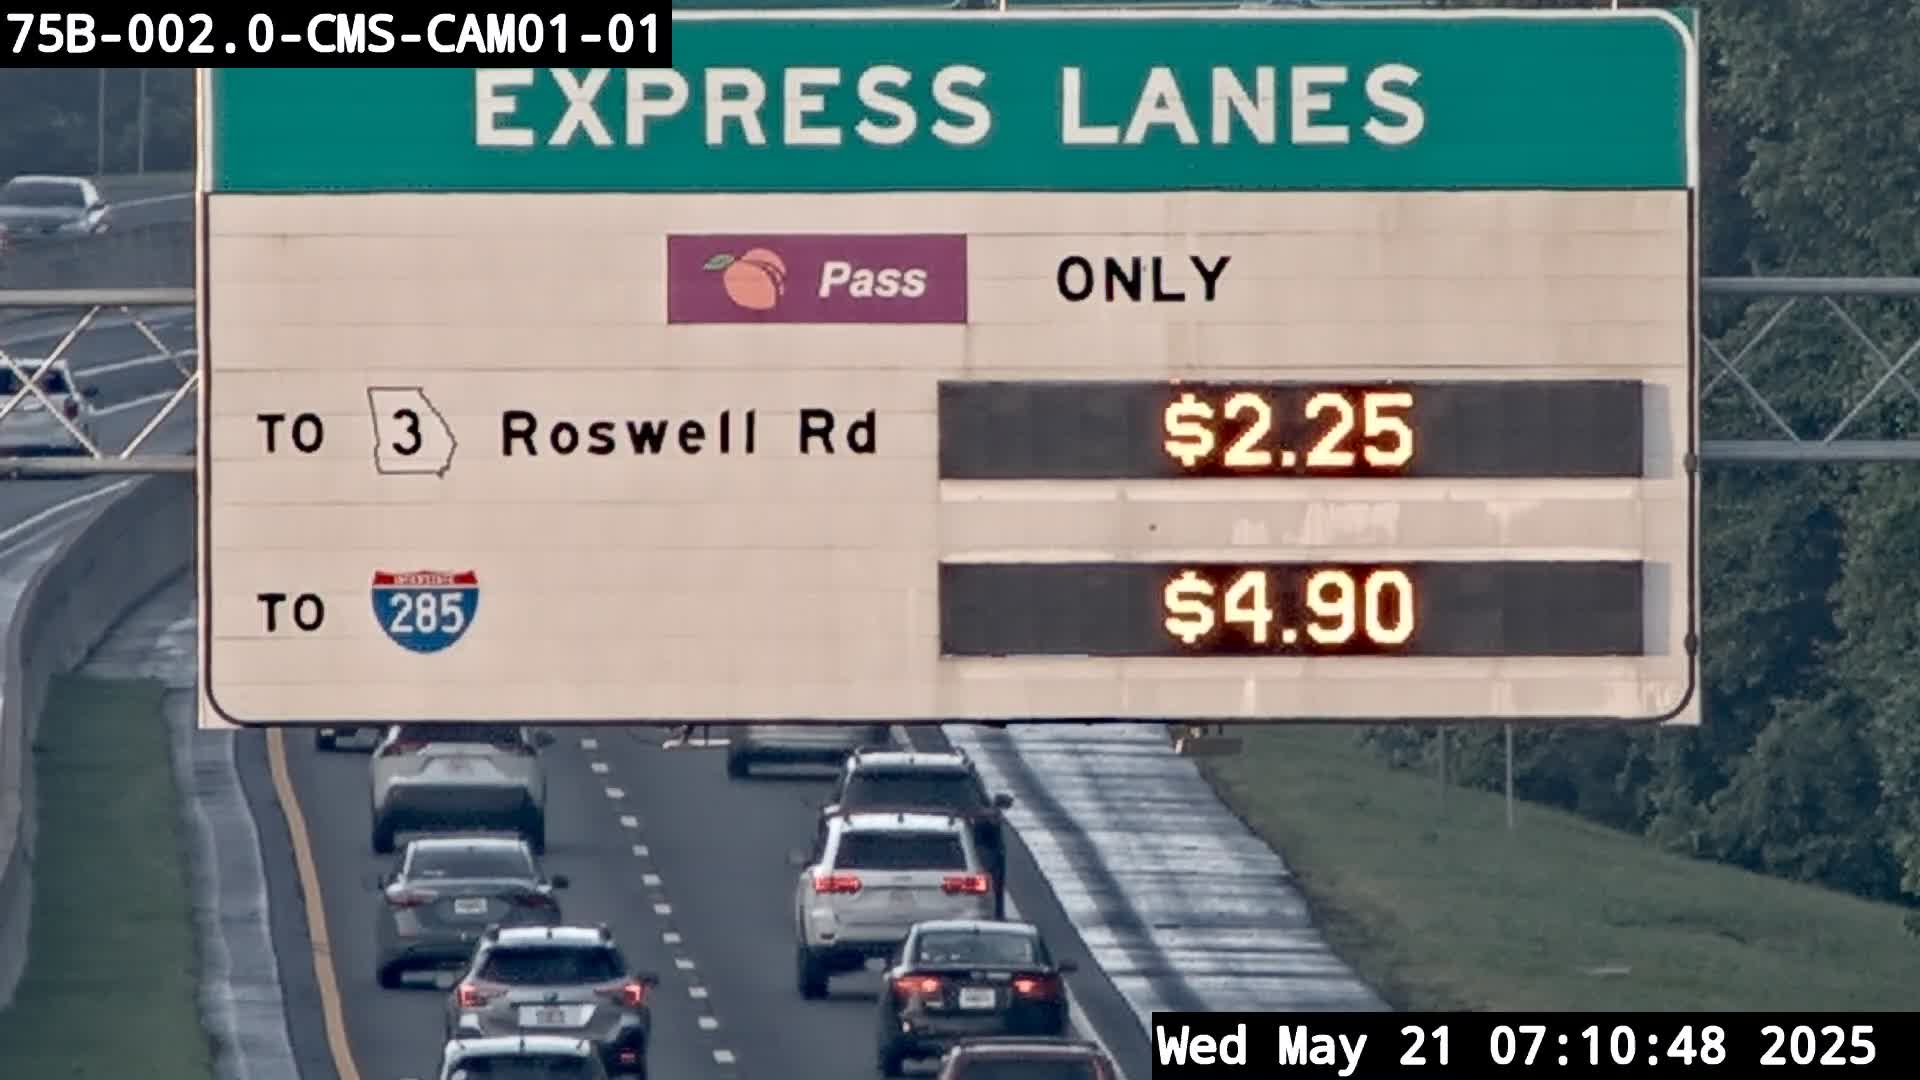 75B-002.0-CMS-CAM01-01
EXPRESS LANES
Pass ONLY
TO 3 Roswell Rd $2.25
TO INTERSTATE 285 $4.90
Wed May 21 07:10:48 2025